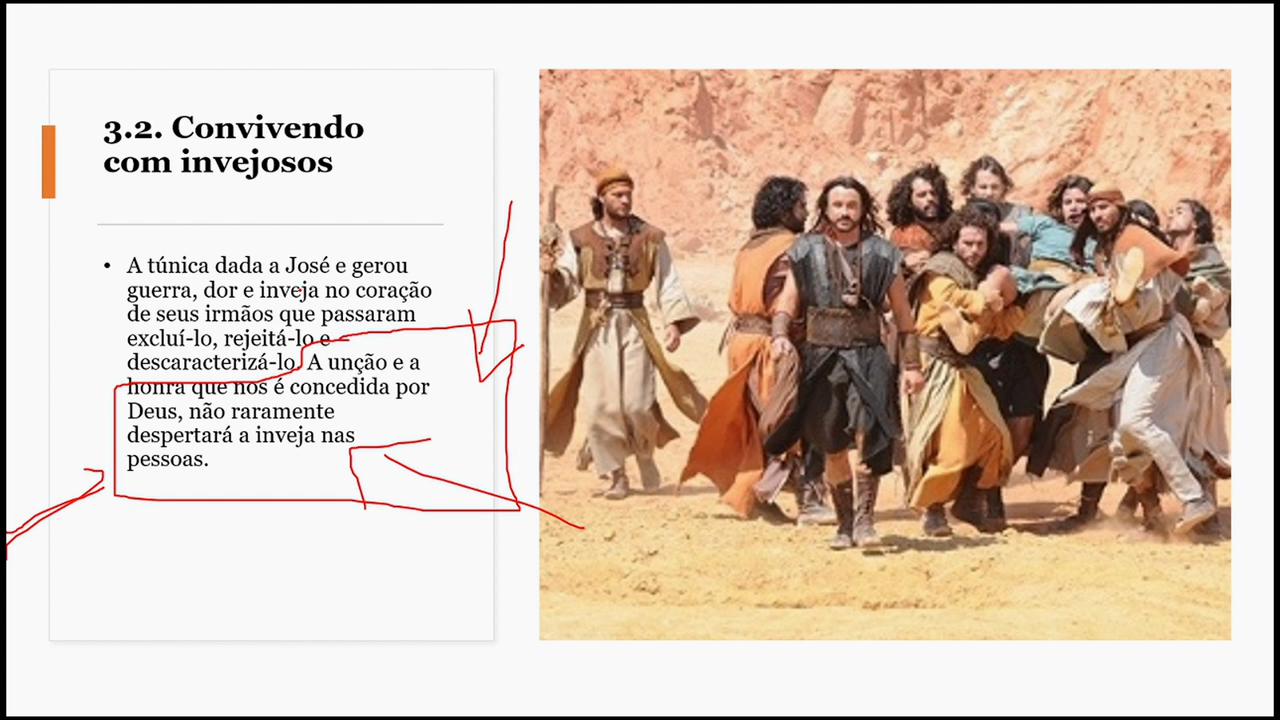 3.2. Convivendo
com invejosos
• A túnica dada a José e gerou
guerra, dor e inveja no coração
de seus irmãos que passaram
excluí-lo, rejeitá-lo e
descaracterizá-lo. A unção e a
honra que nos é concedida por
Deus, não raramente
despertará a inveja nas
pessoas.